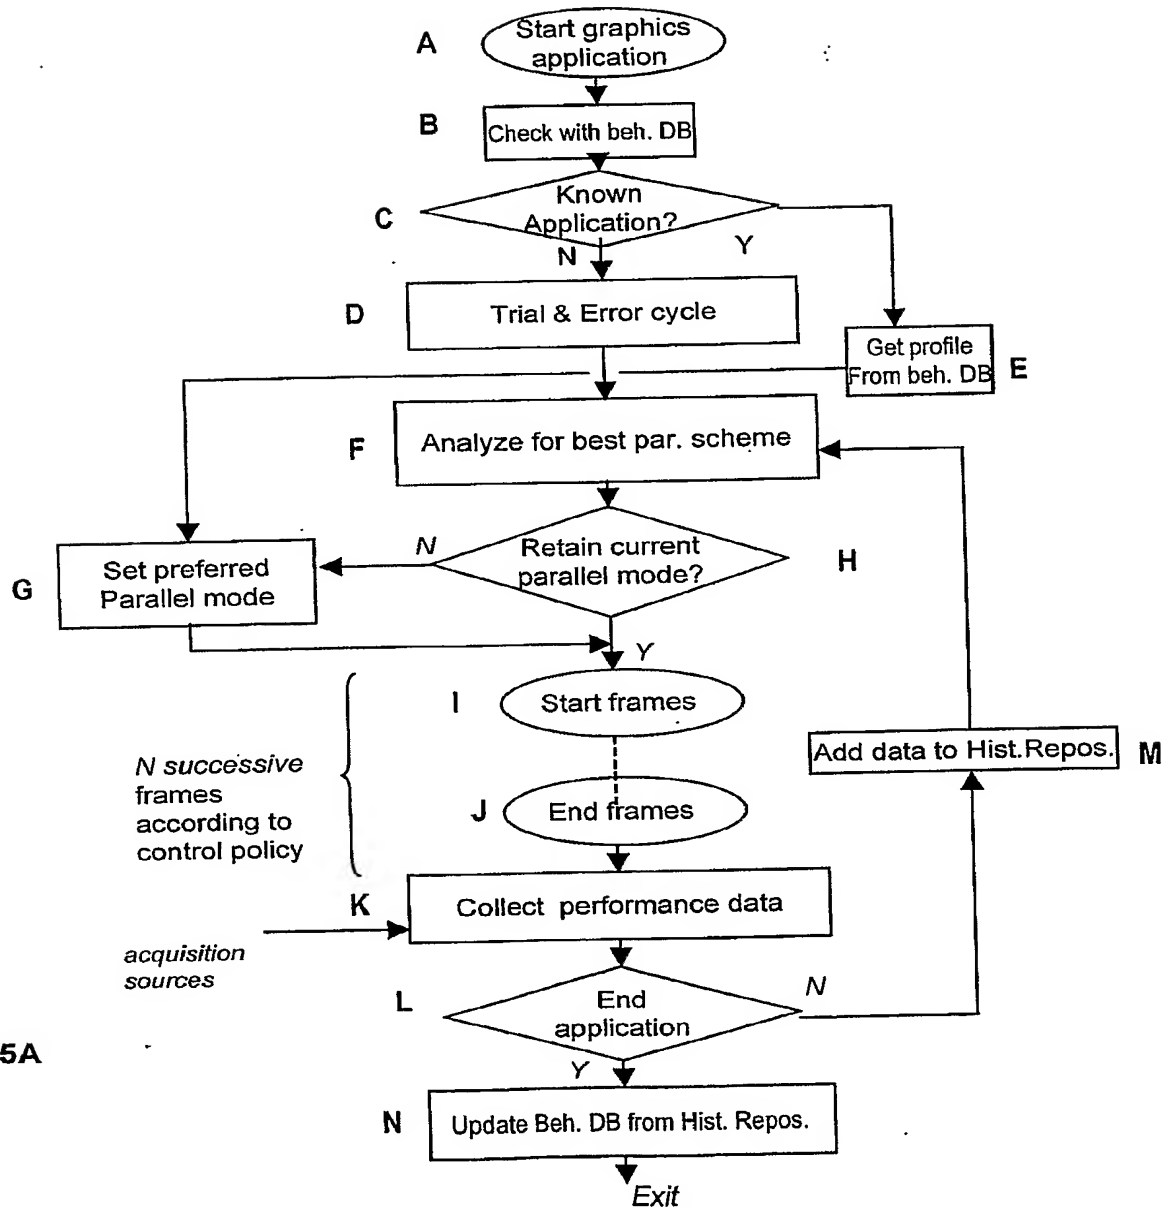 A
Start graphics
application
B
Check with beh. DB
C
Known
Application?
N
Y
D
Trial & Error cycle
Get profile
From beh. DB
E
F
Analyze for best par. scheme
G
Set preferred
Parallel mode
N
Retain current
parallel mode?
H
Y
I
Start frames
N successive
frames
according to
control policy
Add data to Hist.Repos.
M
J
End frames
K
Collect performance data
acquisition
sources
L
End
application
N
5A
Y
N
Update Beh. DB from Hist. Repos.
Exit